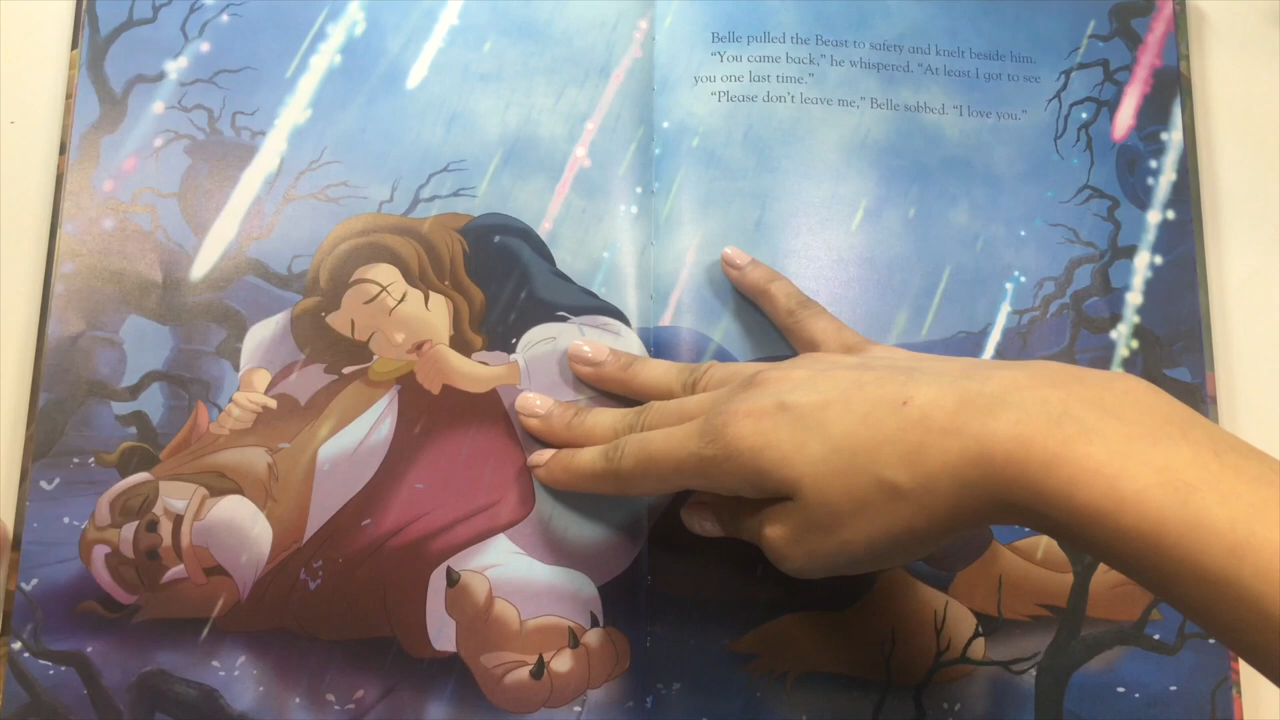 Belle pulled the Beast to safety and knelt beside him.
“You came back,” he whispered. “At least I got to see
you one last time.”
“Please don’t leave me,” Belle sobbed. “I love you.”